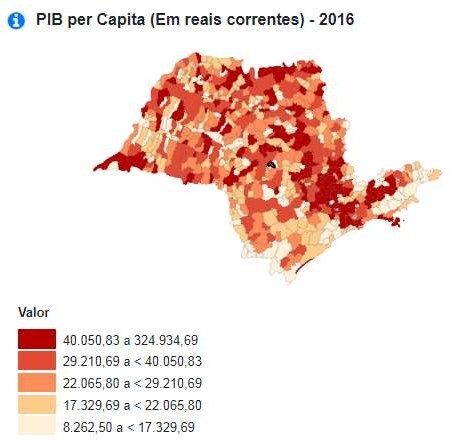 PIB per Capita (Em reais correntes) - 2016
Valor
40.050,83 a 324.934,69
29.210,69 a < 40.050,83
22.065,80 a < 29.210,69
17.329,69 a < 22.065,80
8.262,50 a < 17.329,69